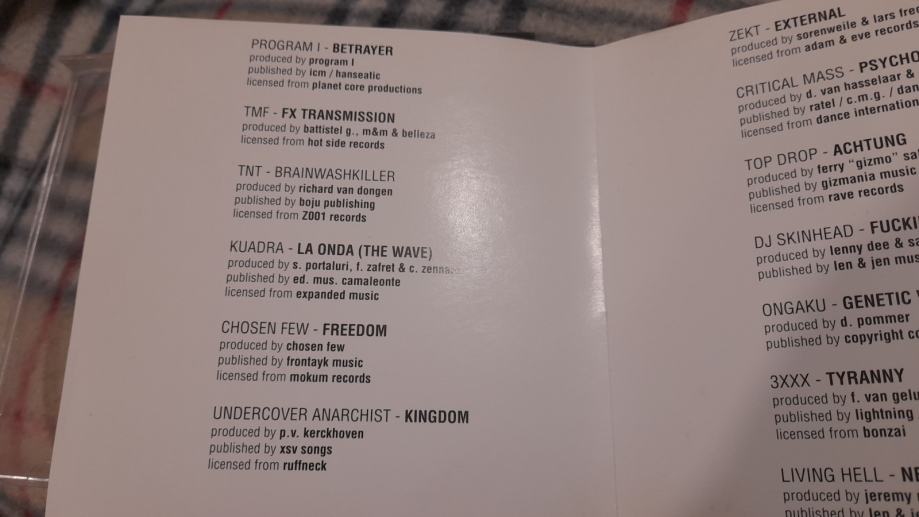 PROGRAM I - BETRAYER
produced by program I
published by icm / hanseatic
licensed from planet core productions
TMF - FX TRANSMISSION
produced by battistel g., m&m & belleza
licensed from hot side records
TNT - BRAINWASHKILLER
produced by richard van dongen
published by boju publishing
licensed from Z001 records
KUADRA - LA ONDA (THE WAVE)
produced by s. portaluri, f. zafret & c.
published by ed. mus. camaleonte
licensed from expanded music
CHOSEN FEW - FREEDOM
produced by chosen few
published by frontayk music
licensed from mokum records
UNDERCOVER ANARCHIST - KINGDOM
produced by p.v. kerckhoven
published by xsv songs
licensed from ruffneck
ZEKT - EXTERNAL
produced by sorenweile & lars
licensed from adam & eve records
CRITICAL MASS -
produced by d. van hasselaar &
published by ratel / c.m.g. /
licensed from dance
TOP DROP - ACHTUNG
produced by ferry "gizmo"
published by gizmania music
licensed from rave records
DJ SKINHEAD -
produced by lenny dee &
published by len & jen
ONGAKU - GENETIC
produced by d. pommer
published by copyright
3XXX - TYRANNY
produced by f. van
published by lightning
licensed from bonzai
LIVING HELL -
produced by jeremy
published by len &